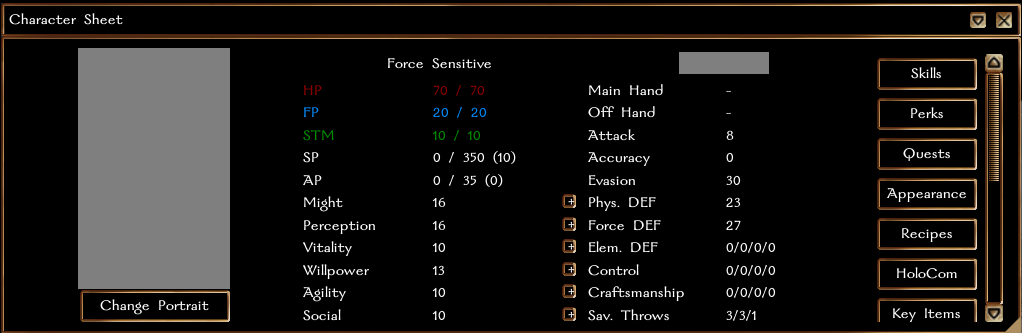 Character Sheet
Force Sensitive
HP 70 / 70
FP 20 / 20
STM 10 / 10
SP 0 / 350 (10)
AP 0 / 35 (0)
Might 16
Perception 16
Vitality 10
Willpower 13
Agility 10
Social 10
Main Hand -
Off Hand -
Attack 8
Accuracy 0
Evasion 30
Phys. DEF 23
Force DEF 27
Elem. DEF 0/0/0/0
Control 0/0/0/0
Craftsmanship 0/0/0/0
Sav. Throws 3/3/1
Skills
Perks
Quests
Appearance
Recipes
HoloCom
Key Items
Change Portrait